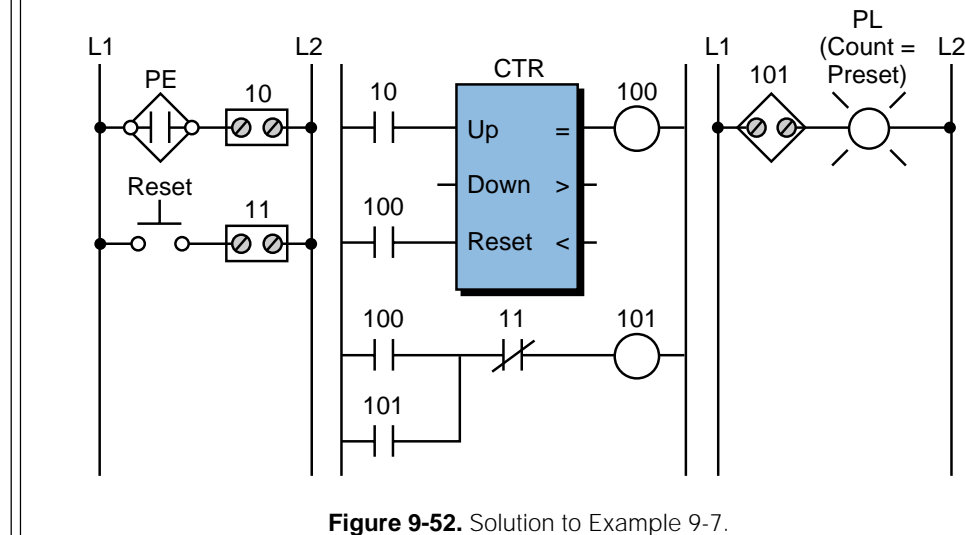 L1
L2
PE
10
Reset
11
CTR
10
100
Up =
Down >
100
Reset <
100
11
101
101
L1
L2
101
PL
(Count =
Preset)
Figure 9-52. Solution to Example 9-7.